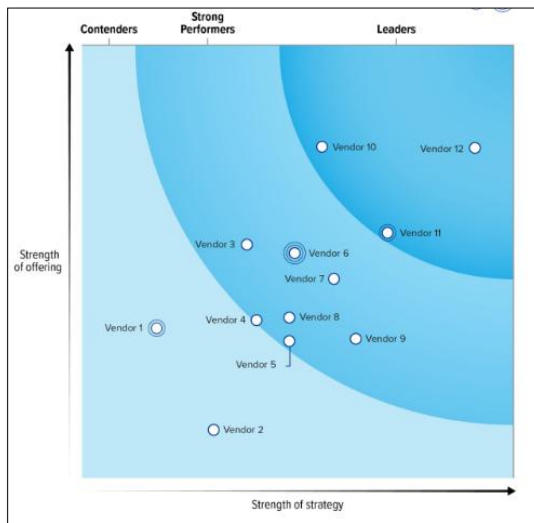 Contenders
Strong
Performers
Leaders
Vendor 10
Vendor 12
Vendor 11
Vendor 3
Vendor 6
Strength
of offering
Vendor 7
Vendor 4
Vendor 8
Vendor 1
Vendor 9
Vendor 5
Vendor 2
Strength of strategy